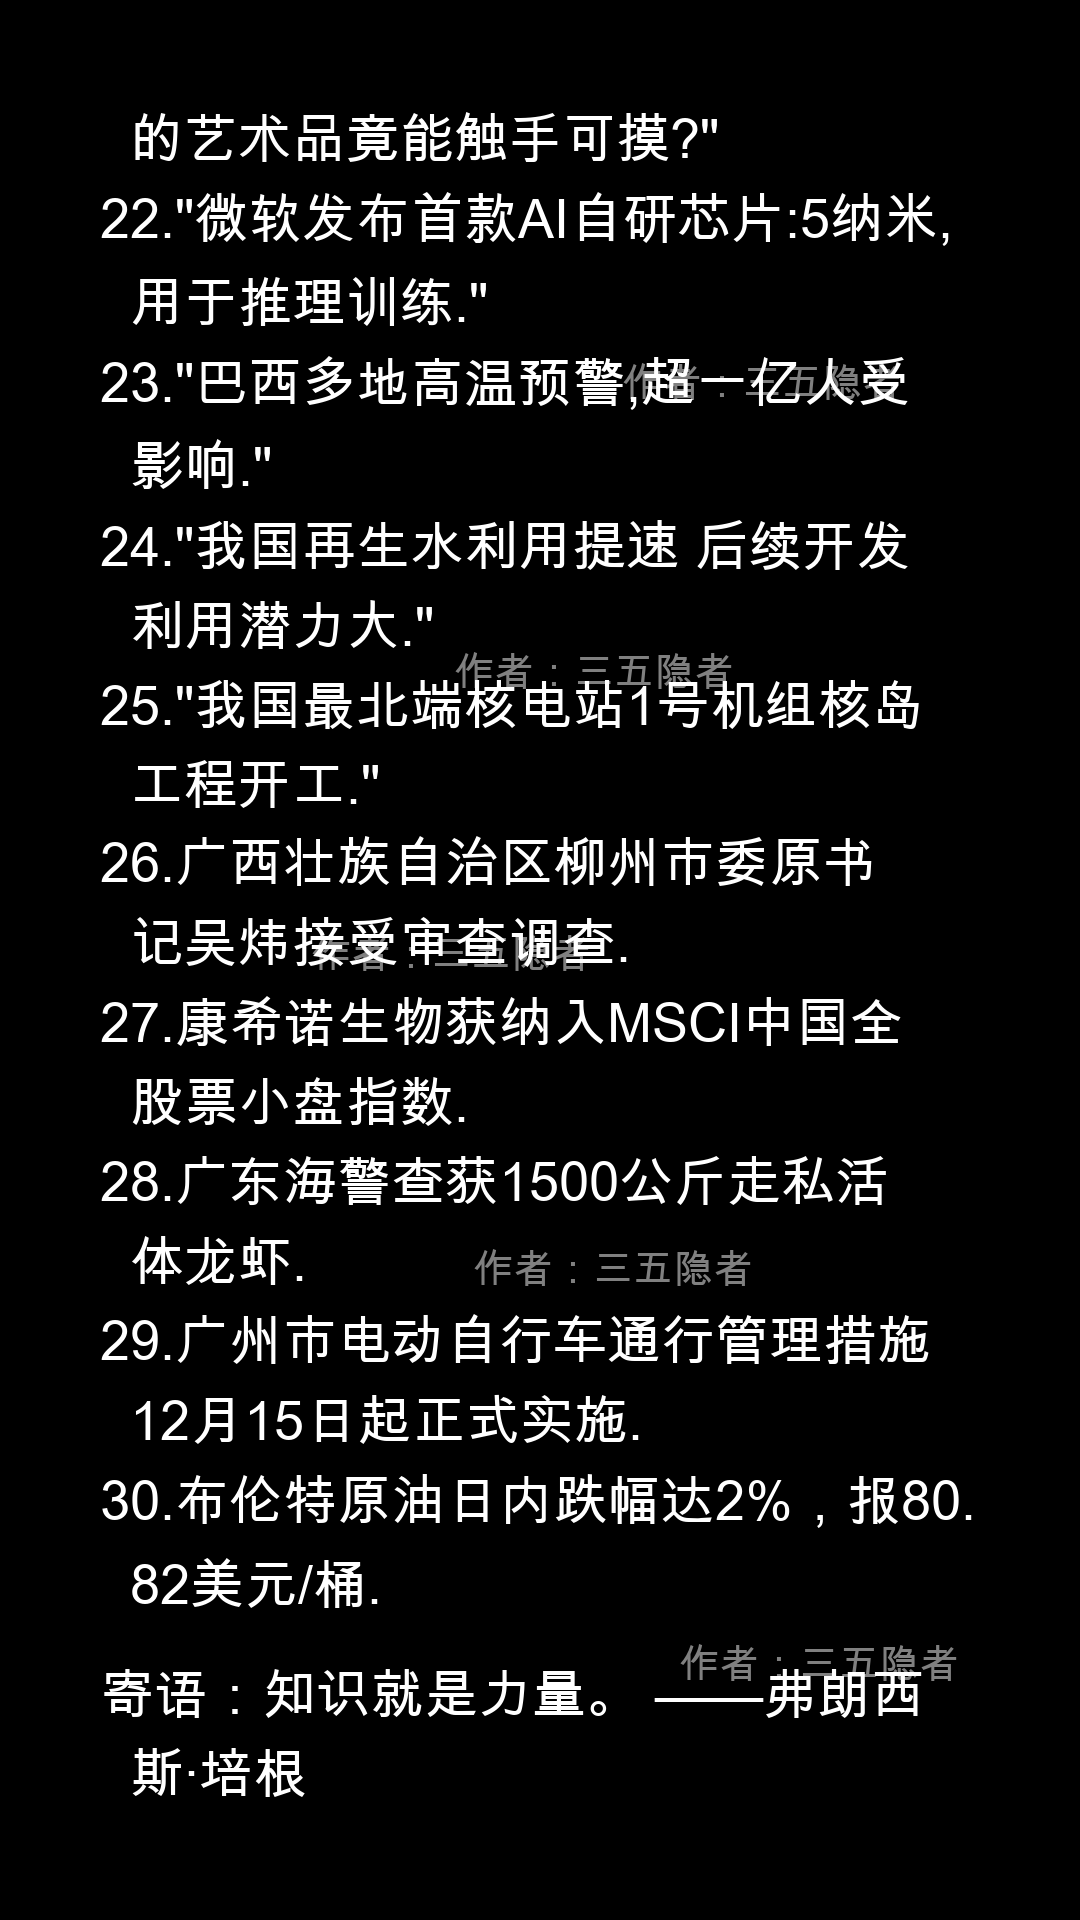 的艺术品竟能触手可摸?"
22."微软发布首款AI自研芯片:5纳米,
用于推理训练."
23."巴西多地高温预警,超一亿人受
作者：三五隐者
影响."
24."我国再生水利用提速 后续开发
利用潜力大."
作者：三五隐者
25."我国最北端核电站1号机组核岛
工程开工."
26.广西壮族自治区柳州市委原书
记吴炜接受审查调查.
作者：三五隐者
27.康希诺生物获纳入MSCI中国全
股票小盘指数.
28.广东海警查获1500公斤走私活
体龙虾.
作者：三五隐者
29.广州市电动自行车通行管理措施
12月15日起正式实施.
30.布伦特原油日内跌幅达2%，报80.
82美元/桶.
作者：三五隐者
寄语：知识就是力量。 ——弗朗西
斯·培根